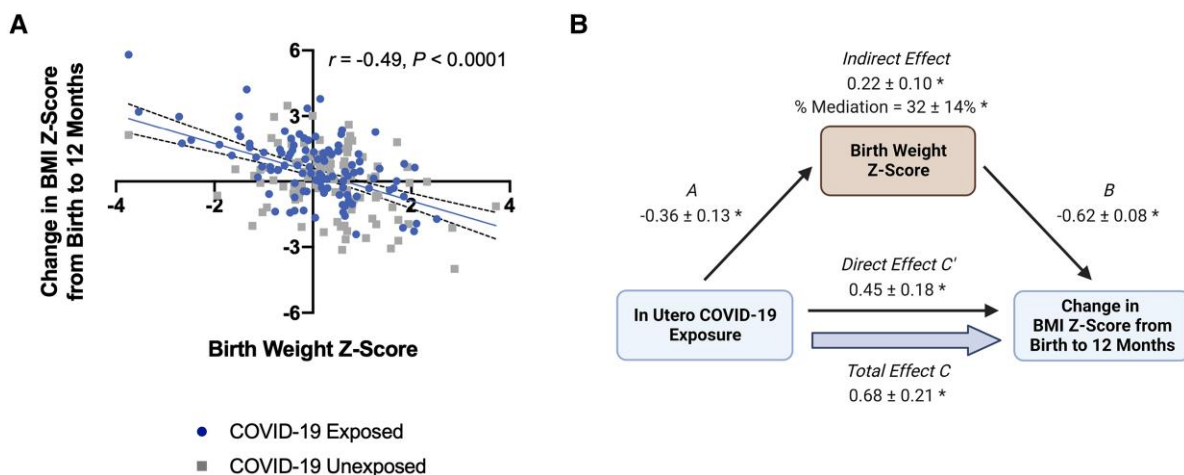 A
Change in BMI Z-Score
from Birth to 12 Months
6
3
-3
-6
-4
-2
2
4
r = -0.49, P < 0.0001
Birth Weight Z-Score
COVID-19 Exposed
COVID-19 Unexposed
B
Indirect Effect
0.22 ± 0.10 *
% Mediation = 32 ± 14% *
Birth Weight
Z-Score
A
-0.36 ± 0.13 *
B
-0.62 ± 0.08 *
Direct Effect C'
0.45 ± 0.18 *
In Utero COVID-19
Exposure
Change in
BMI Z-Score from
Birth to 12 Months
Total Effect C
0.68 ± 0.21 *